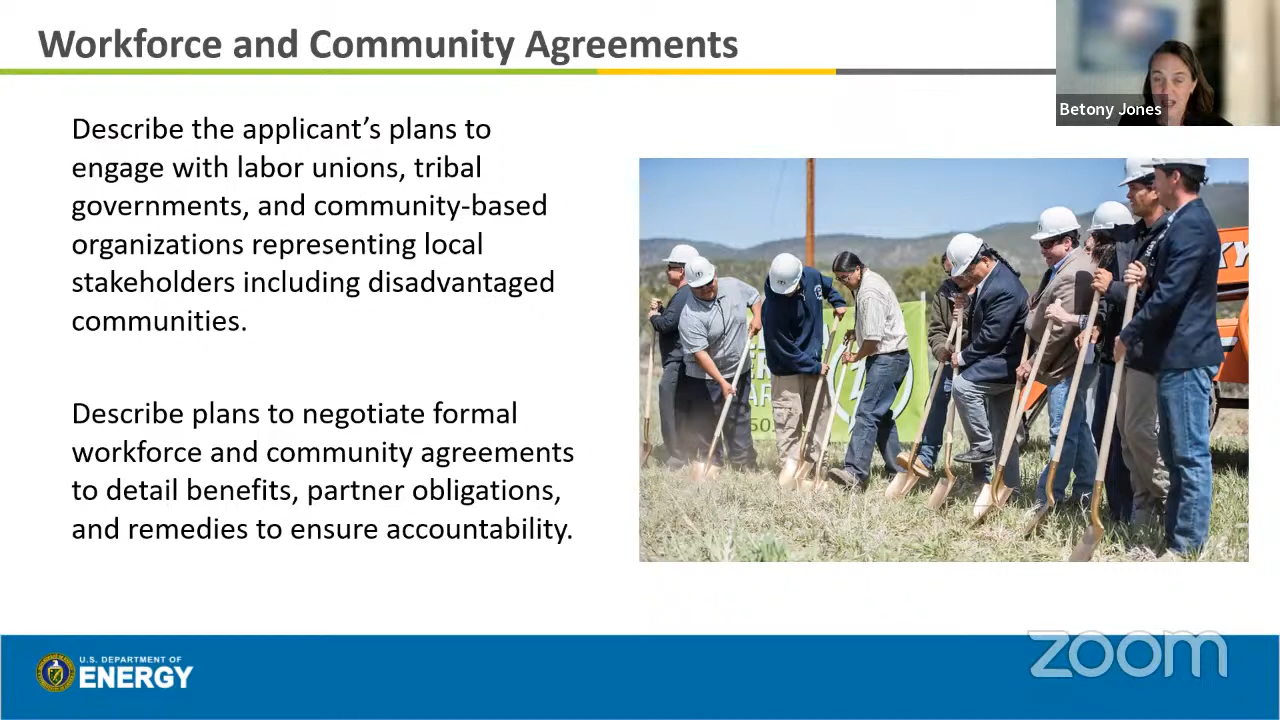 Workforce and Community Agreements
Betony Jones
Describe the applicant’s plans to
engage with labor unions, tribal
governments, and community-based
organizations representing local
stakeholders including disadvantaged
communities.
Describe plans to negotiate formal
workforce and community agreements
to detail benefits, partner obligations,
and remedies to ensure accountability.
U.S. DEPARTMENT OF
ENERGY
zoom